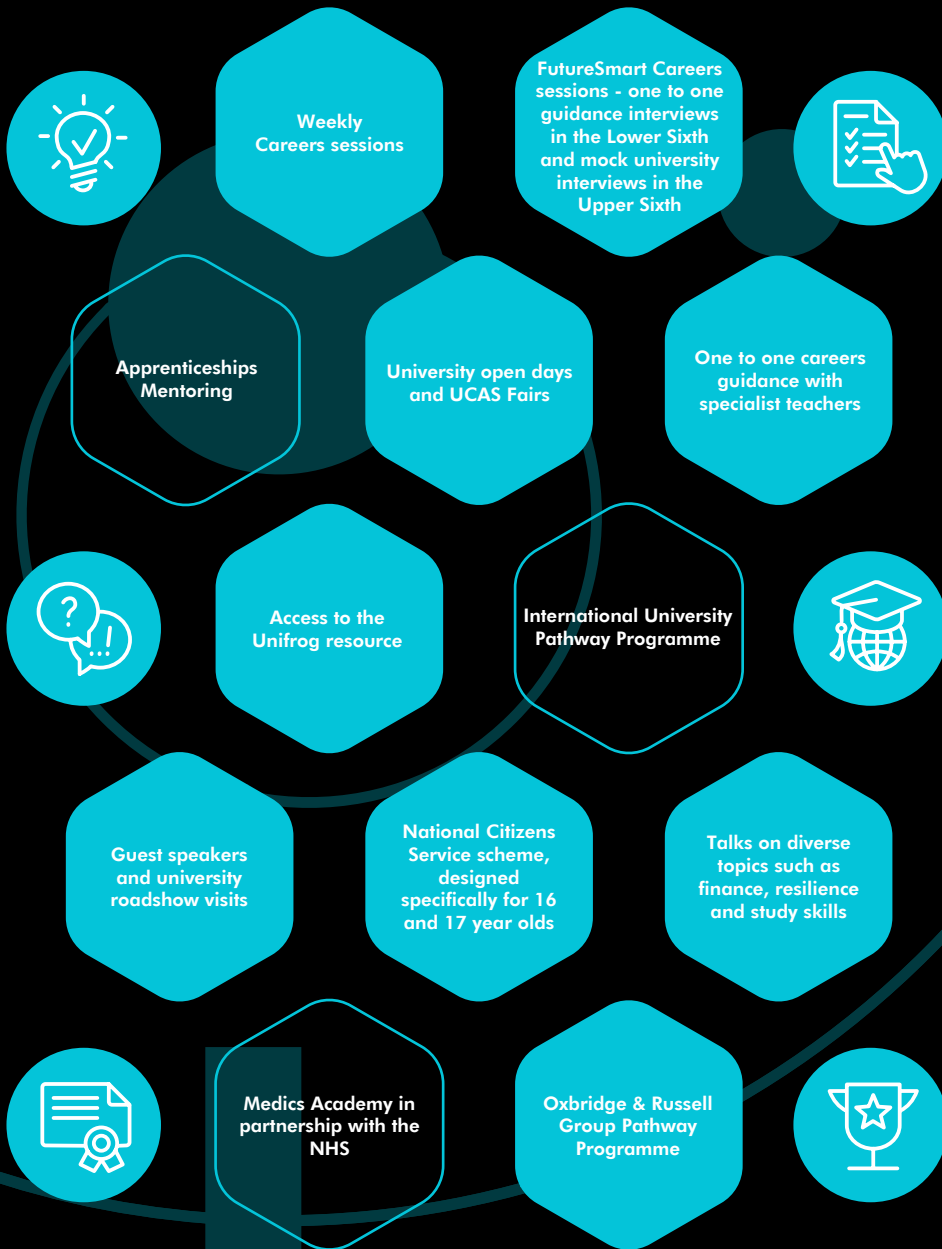 Weekly
Careers sessions
FutureSmart Careers
sessions - one to one
guidance interviews
in the Lower Sixth
and mock university
interviews in the
Upper Sixth
Apprenticeships
Mentoring
University open days
and UCAS Fairs
One to one careers
guidance with
specialist teachers
?
!!
...
Access to the
Unifrog resource
International University
Pathway Programme
Guest speakers
and university
roadshow visits
National Citizens
Service scheme,
designed
specifically for 16
and 17 year olds
Talks on diverse
topics such as
finance, resilience
and study skills
Medics Academy in
partnership with the
NHS
Oxbridge & Russell
Group Pathway
Programme